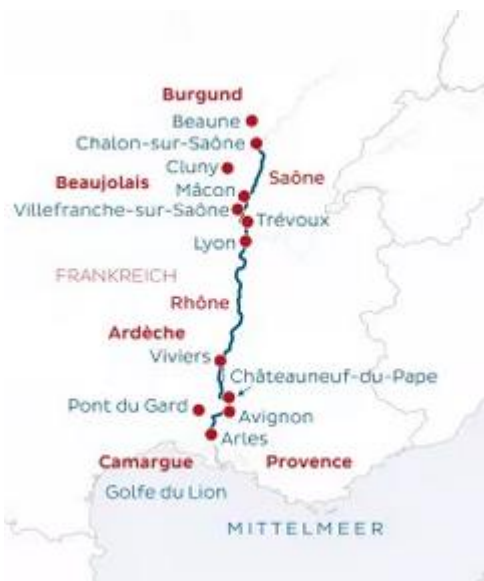 Burgund
Beaune
Chalon-sur-Saône
Cluny
Saône
Beaujolais
Mâcon
Villefranche-sur-Saône
Trévoux
Lyon
FRANKREICH
Rhône
Ardèche
Viviers
Châteauneuf-du-Pape
Pont du Gard
Avignon
Arles
Camargue
Provence
Golfe du Lion
MITTELMEER